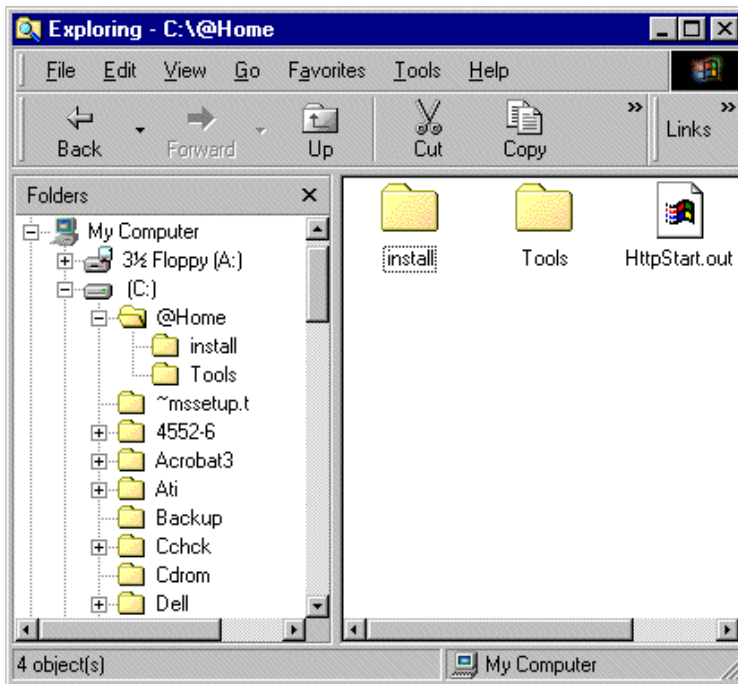 Exploring - C:\@Home
File Edit View Go Favorites Tools Help
Back Forward Up Cut Copy » Links »
Folders
My Computer
3½ Floppy (A:)
(C:)
@Home
install
Tools
~mssetup.t
4552-6
Acrobat3
Ati
Backup
Cchck
Cdrom
Dell
install Tools HttpStart.out
4 object(s) My Computer